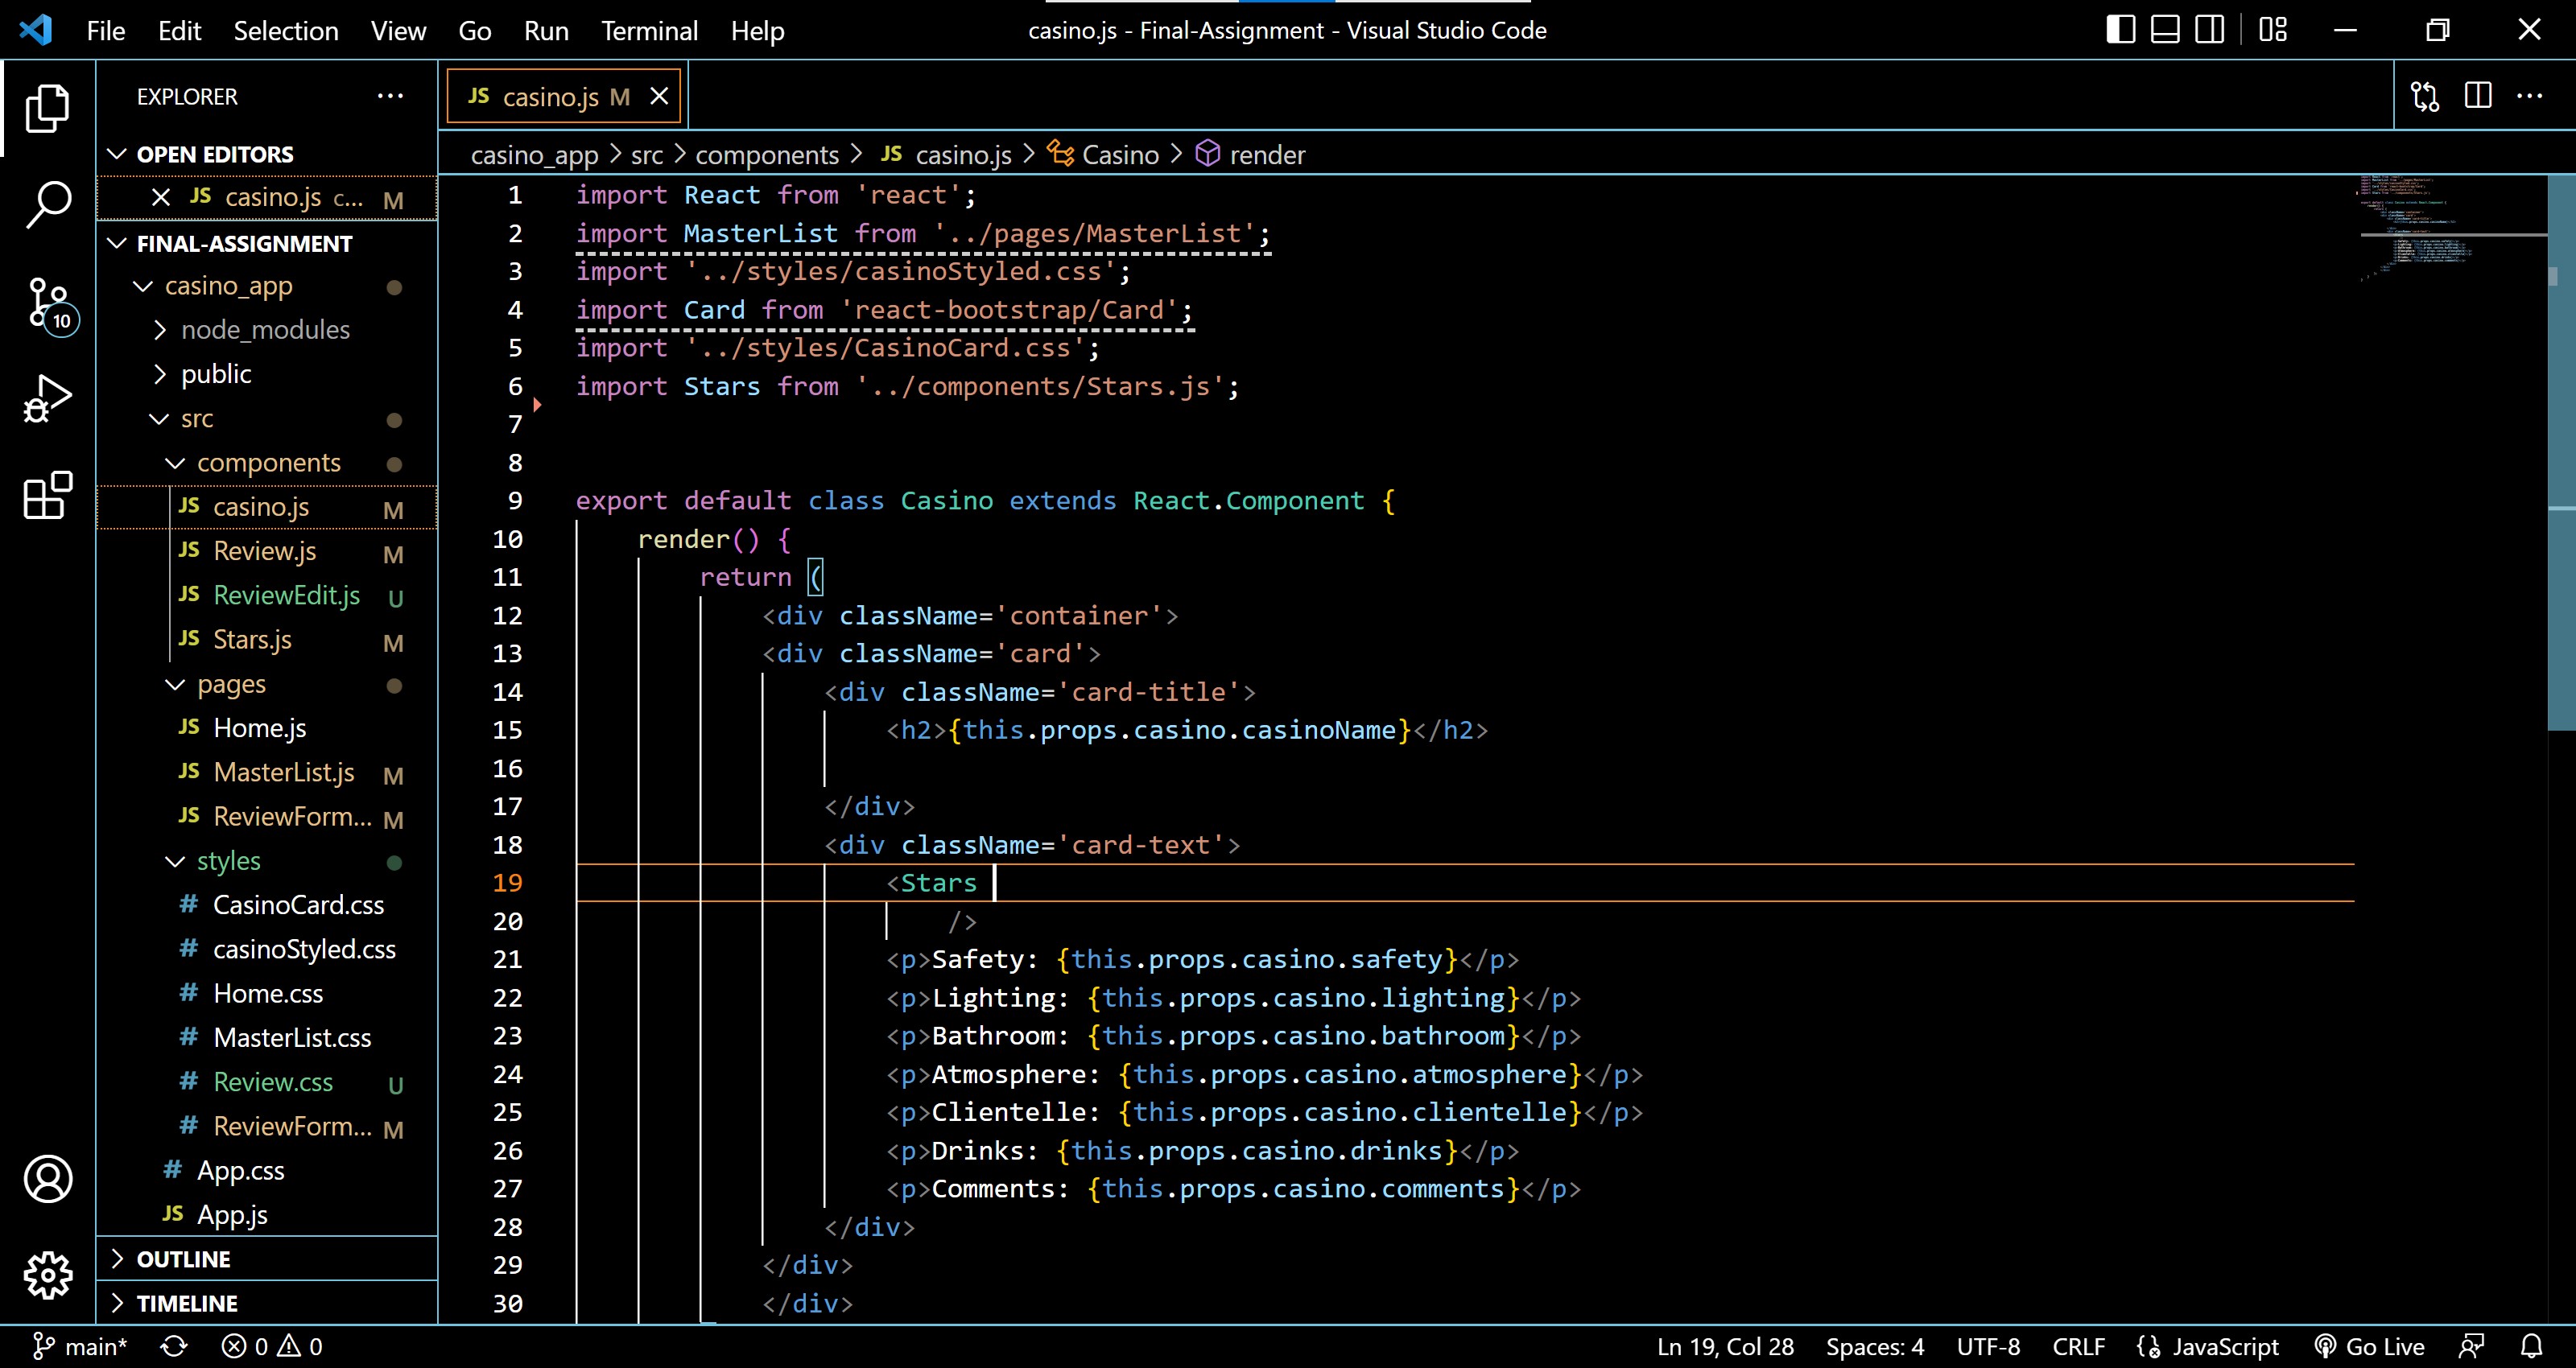 File Edit Selection View Go Run Terminal Help casino.js - Final-Assignment - Visual Studio Code
EXPLORER
OPEN EDITORS
JS casino.js c... M
FINAL-ASSIGNMENT
casino_app
node_modules
public
src
components
JS casino.js M
JS Review.js M
JS ReviewEdit.js U
JS Stars.js M
pages
JS Home.js
JS MasterList.js M
JS ReviewForm... M
styles
# CasinoCard.css
# casinoStyled.css
# Home.css
# MasterList.css
# Review.css U
# ReviewForm... M
# App.css
JS App.js
OUTLINE
TIMELINE
10
JS casino.js M
casino_app > src > components > JS casino.js > Casino > render
1 import React from 'react';
2 import MasterList from '../pages/MasterList';
3 import '../styles/casinoStyled.css';
4 import Card from 'react-bootstrap/Card';
5 import '../styles/CasinoCard.css';
6 import Stars from '../components/Stars.js';
7
8
9 export default class Casino extends React.Component {
10 render() {
11 return (
12 <div className='container'>
13 <div className='card'>
14 <div className='card-title'>
15 <h2>{this.props.casino.casinoName}</h2>
16
17 </div>
18 <div className='card-text'>
19 <Stars
20 />
21 <p>Safety: {this.props.casino.safety}</p>
22 <p>Lighting: {this.props.casino.lighting}</p>
23 <p>Bathroom: {this.props.casino.bathroom}</p>
24 <p>Atmosphere: {this.props.casino.atmosphere}</p>
25 <p>Clientelle: {this.props.casino.clientelle}</p>
26 <p>Drinks: {this.props.casino.drinks}</p>
27 <p>Comments: {this.props.casino.comments}</p>
28 </div>
29 </div>
30 </div>
main* 0 0 Ln 19, Col 28 Spaces: 4 UTF-8 CRLF JavaScript Go Live